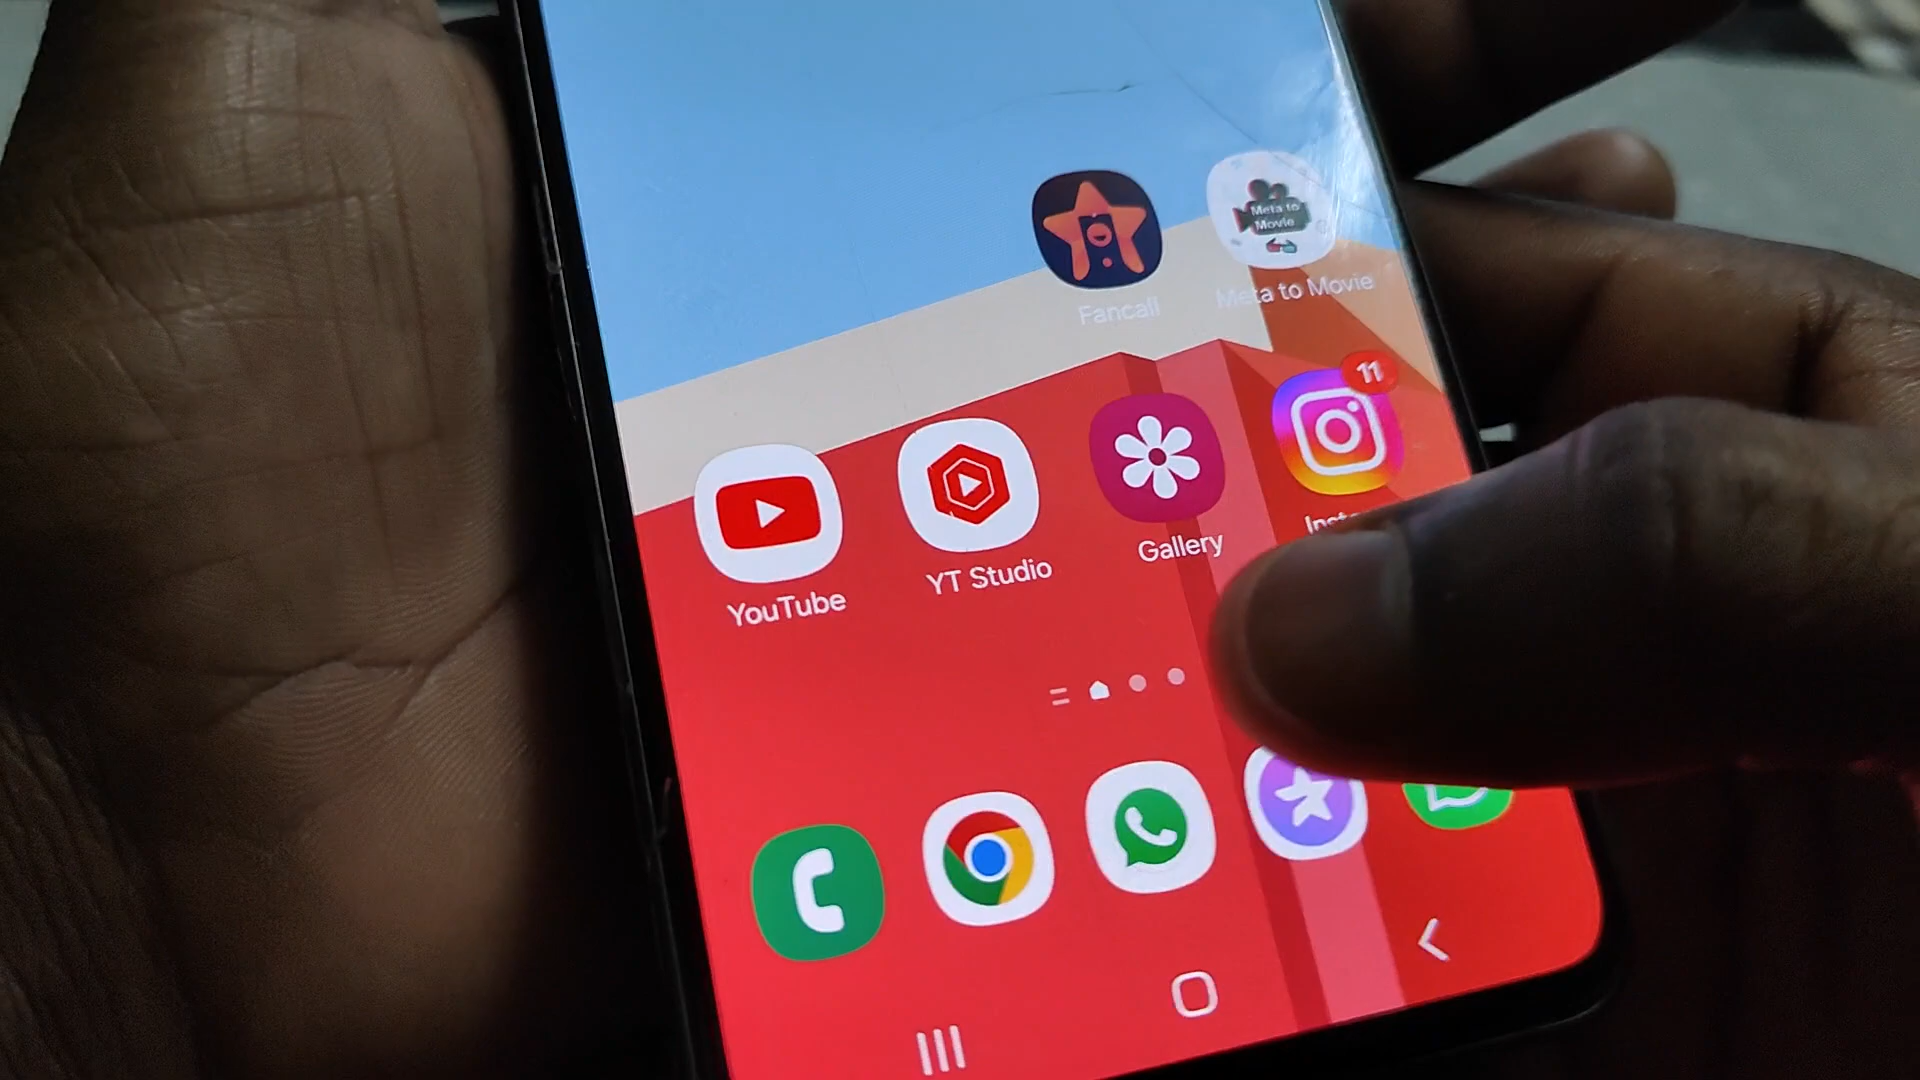 Meta to
Movie
Fancall
Meta to Movie
11
YouTube
YT Studio
Gallery